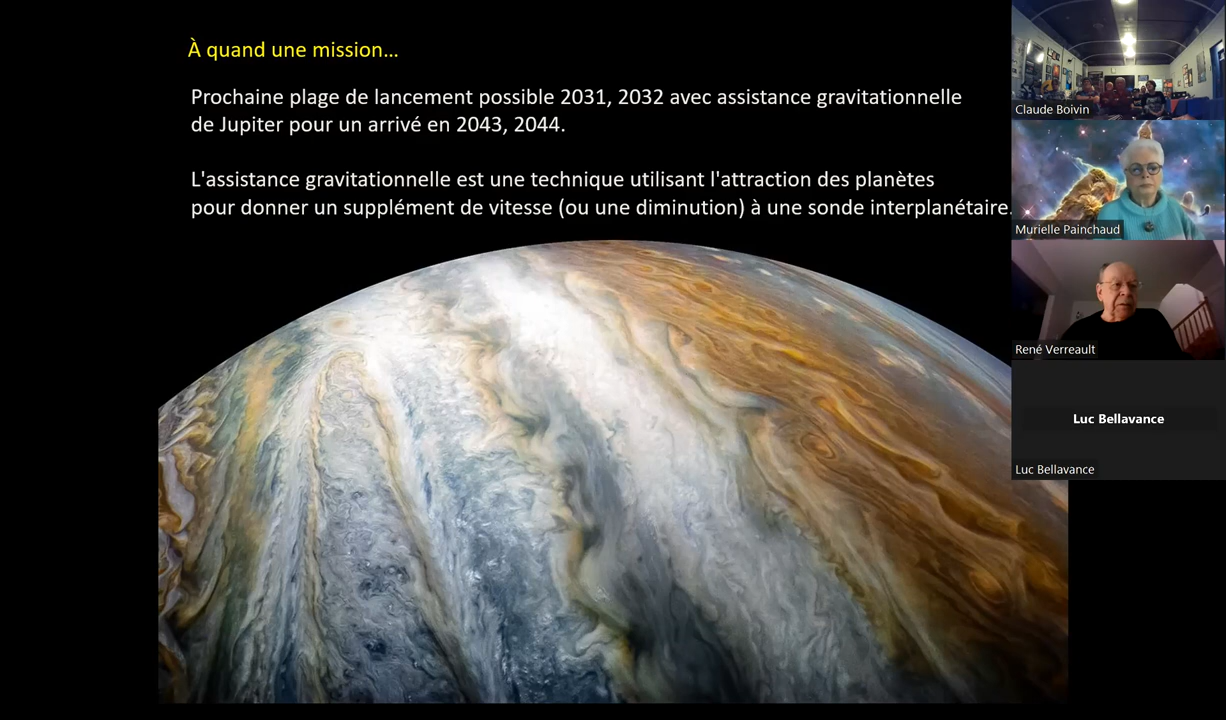 À quand une mission...
Prochaine plage de lancement possible 2031, 2032 avec assistance gravitationnelle
de Jupiter pour un arrivé en 2043, 2044.
L'assistance gravitationnelle est une technique utilisant l'attraction des planètes
pour donner un supplément de vitesse (ou une diminution) à une sonde interplanétaire.
Claude Boivin
Murielle Painchaud
René Verreault
Luc Bellavance
Luc Bellavance